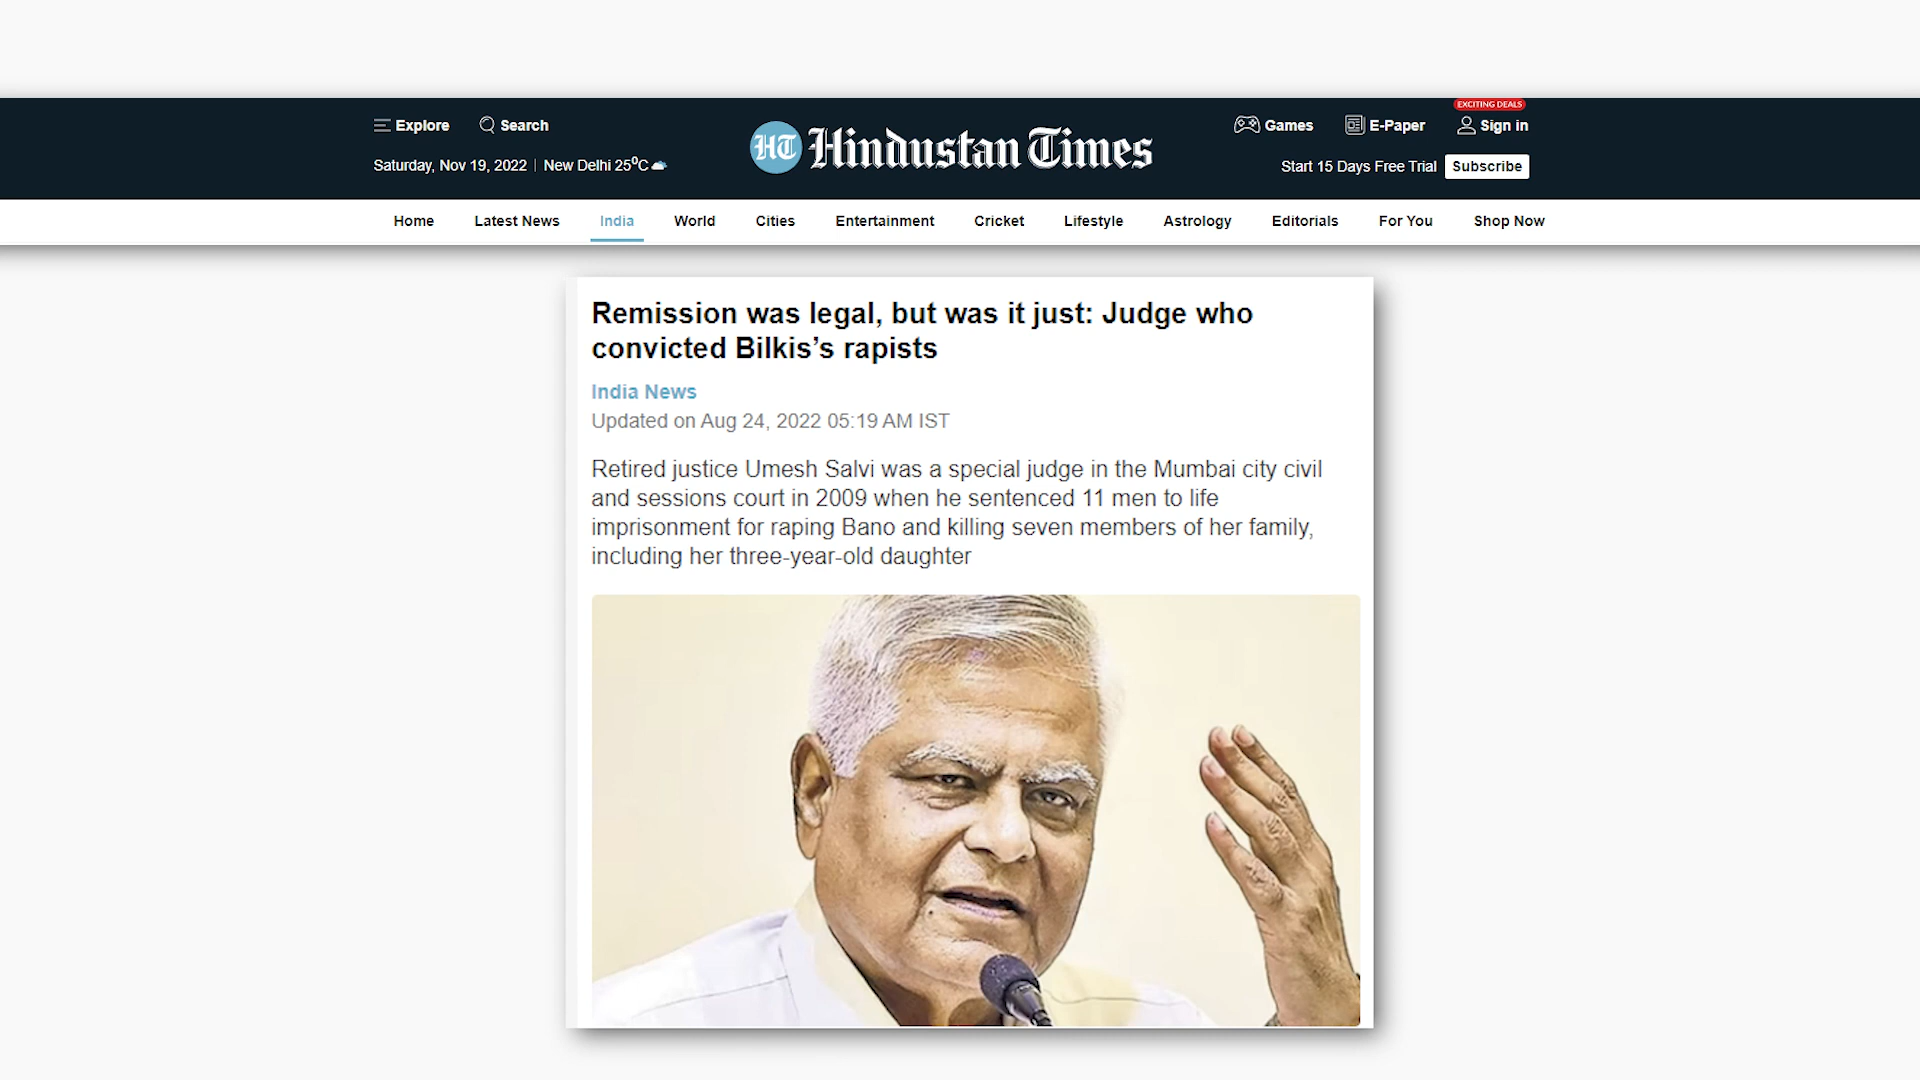 EXCITING DEALS
Explore Search HT Hindustan Times Games E-Paper Sign in
Saturday, Nov 19, 2022 | New Delhi 25⁰C Start 15 Days Free Trial Subscribe
Home Latest News India World Cities Entertainment Cricket Lifestyle Astrology Editorials For You Shop Now
Remission was legal, but was it just: Judge who
convicted Bilkis’s rapists
India News
Updated on Aug 24, 2022 05:19 AM IST
Retired justice Umesh Salvi was a special judge in the Mumbai city civil
and sessions court in 2009 when he sentenced 11 men to life
imprisonment for raping Bano and killing seven members of her family,
including her three-year-old daughter